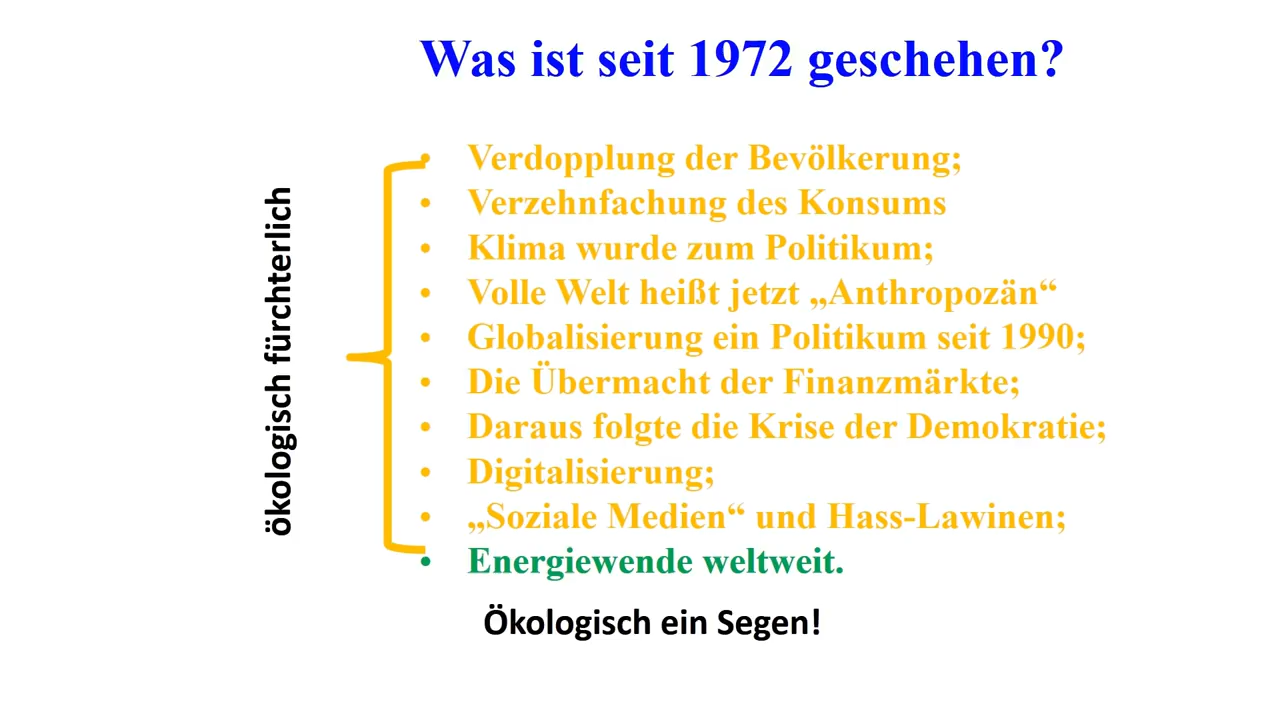 Was ist seit 1972 geschehen?
ökologisch fürchterlich
• Verdopplung der Bevölkerung;
• Verzehnfachung des Konsums
• Klima wurde zum Politikum;
• Volle Welt heißt jetzt „Anthropozän“
• Globalisierung ein Politikum seit 1990;
• Die Übermacht der Finanzmärkte;
• Daraus folgte die Krise der Demokratie;
• Digitalisierung;
• „Soziale Medien“ und Hass-Lawinen;
• Energiewende weltweit.
Ökologisch ein Segen!